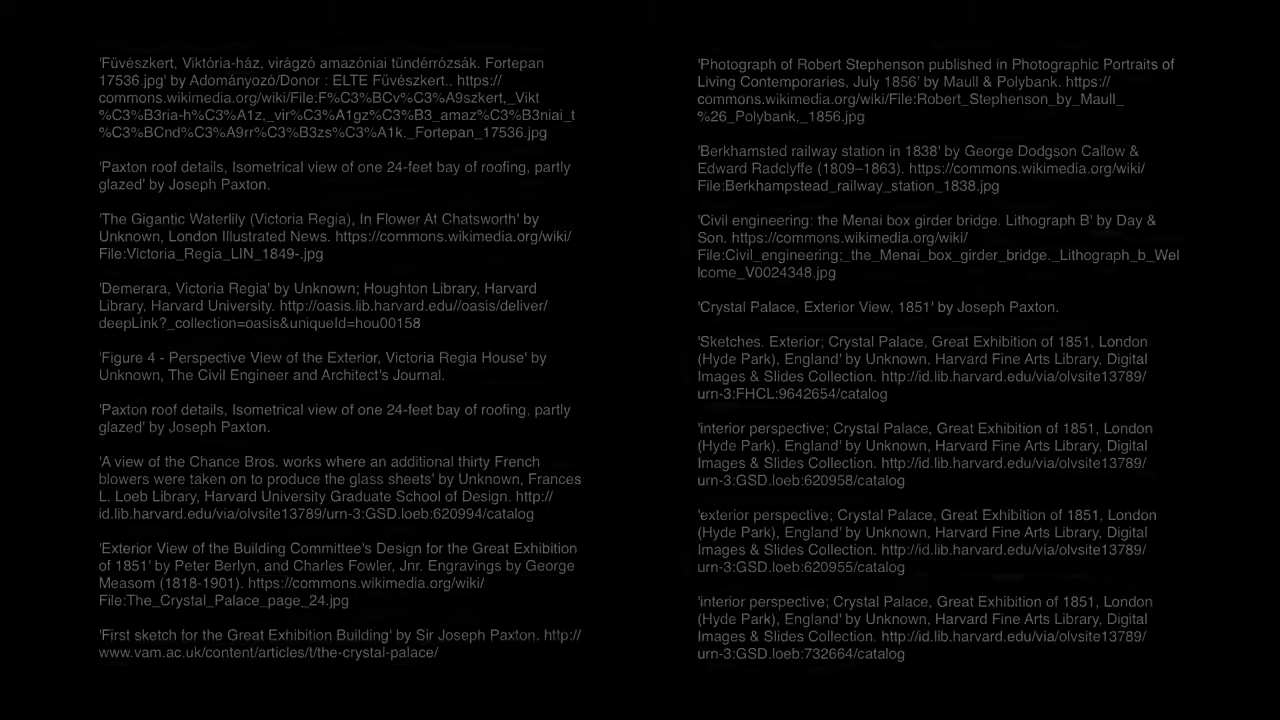 'Füvészkert, Viktória-ház, virágzó amazóniai tündérrózsák. Fortepan
17536.jpg' by Adományozó/Donor : ELTE Füvészkert.. https://
commons.wikimedia.org/wiki/File:F%C3%BCv%C3%A9szkert,_Vikt
%C3%B3ria-h%C3%A1z,_vir%C3%A1gz%C3%B3_amaz%C3%B3niai_t
%C3%BCnd%C3%A9rr%C3%B3zs%C3%A1k._Fortepan_17536.jpg
'Paxton roof details, Isometrical view of one 24-feet bay of roofing, partly
glazed' by Joseph Paxton.
'The Gigantic Waterlily (Victoria Regia), In Flower At Chatsworth' by
Unknown, London Illustrated News. https://commons.wikimedia.org/wiki/
File:Victoria_Regia_LIN_1849-.jpg
'Demerara, Victoria Regia' by Unknown; Houghton Library, Harvard
Library, Harvard University. http://oasis.lib.harvard.edu//oasis/deliver/
deepLink?_collection=oasis&uniqueId=hou00158
'Figure 4 - Perspective View of the Exterior, Victoria Regia House' by
Unknown, The Civil Engineer and Architect's Journal.
'Paxton roof details, Isometrical view of one 24-feet bay of roofing, partly
glazed' by Joseph Paxton.
'A view of the Chance Bros. works where an additional thirty French
blowers were taken on to produce the glass sheets' by Unknown, Frances
L. Loeb Library, Harvard University Graduate School of Design. http://
id.lib.harvard.edu/via/olvsite13789/urn-3:GSD.loeb:620994/catalog
'Exterior View of the Building Committee's Design for the Great Exhibition
of 1851' by Peter Berlyn, and Charles Fowler, Jnr. Engravings by George
Measom (1818-1901). https://commons.wikimedia.org/wiki/
File:The_Crystal_Palace_page_24.jpg
'First sketch for the Great Exhibition Building' by Sir Joseph Paxton. http://
www.vam.ac.uk/content/articles/t/the-crystal-palace/
'Photograph of Robert Stephenson published in Photographic Portraits of
Living Contemporaries, July 1856' by Maull & Polybank. https://
commons.wikimedia.org/wiki/File:Robert_Stephenson_by_Maull_
%26_Polybank,_1856.jpg
'Berkhamsted railway station in 1838' by George Dodgson Callow &
Edward Radclyffe (1809–1863). https://commons.wikimedia.org/wiki/
File:Berkhampstead_railway_station_1838.jpg
'Civil engineering: the Menai box girder bridge. Lithograph B' by Day &
Son. https://commons.wikimedia.org/wiki/
File:Civil_engineering;_the_Menai_box_girder_bridge._Lithograph_b_Wel
lcome_V0024348.jpg
'Crystal Palace, Exterior View, 1851' by Joseph Paxton.
'Sketches. Exterior; Crystal Palace, Great Exhibition of 1851, London
(Hyde Park), England' by Unknown, Harvard Fine Arts Library, Digital
Images & Slides Collection. http://id.lib.harvard.edu/via/olvsite13789/
urn-3:FHCL:9642654/catalog
'interior perspective; Crystal Palace, Great Exhibition of 1851, London
(Hyde Park), England' by Unknown, Harvard Fine Arts Library, Digital
Images & Slides Collection. http://id.lib.harvard.edu/via/olvsite13789/
urn-3:GSD.loeb:620958/catalog
'exterior perspective; Crystal Palace, Great Exhibition of 1851, London
(Hyde Park), England' by Unknown, Harvard Fine Arts Library, Digital
Images & Slides Collection. http://id.lib.harvard.edu/via/olvsite13789/
urn-3:GSD.loeb:620955/catalog
'interior perspective; Crystal Palace, Great Exhibition of 1851, London
(Hyde Park), England' by Unknown, Harvard Fine Arts Library, Digital
Images & Slides Collection. http://id.lib.harvard.edu/via/olvsite13789/
urn-3:GSD.loeb:732664/catalog